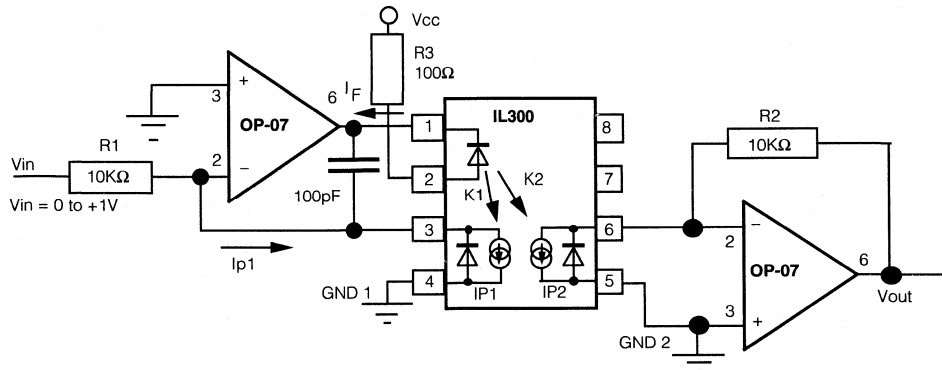 Vcc
R3
100Ω
+
3
6
IF
OP-07
IL300
1
8
R2
10KΩ
R1
Vin
10KΩ
2
–
100pF
2
7
K1
K2
Vin = 0 to +1V
3
6
–
2
Ip1
OP-07
6
GND 1
4
IP1
IP2
5
Vout
3
+
GND 2